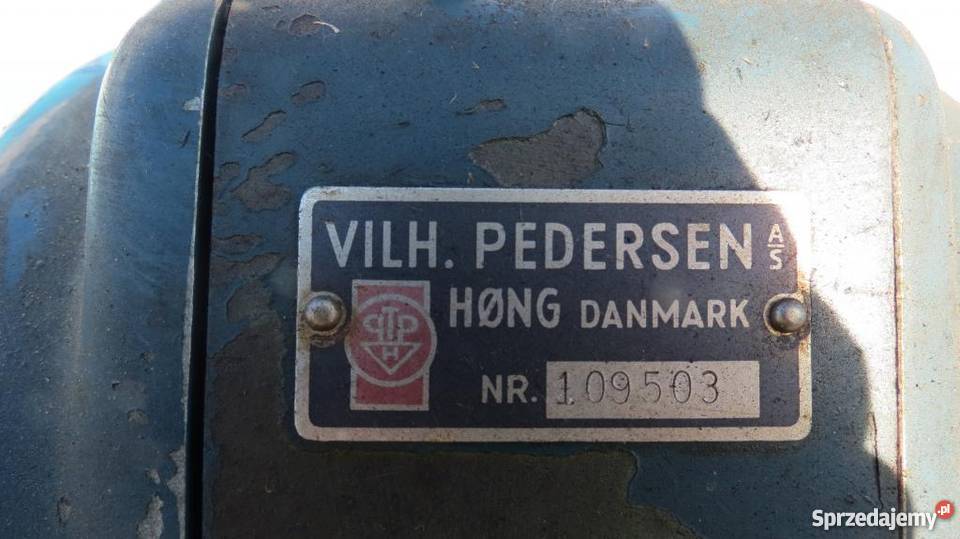 VILH. PEDERSEN A/S
HØNG DANMARK
H
NR. 109503
Sprzedajemy.pl